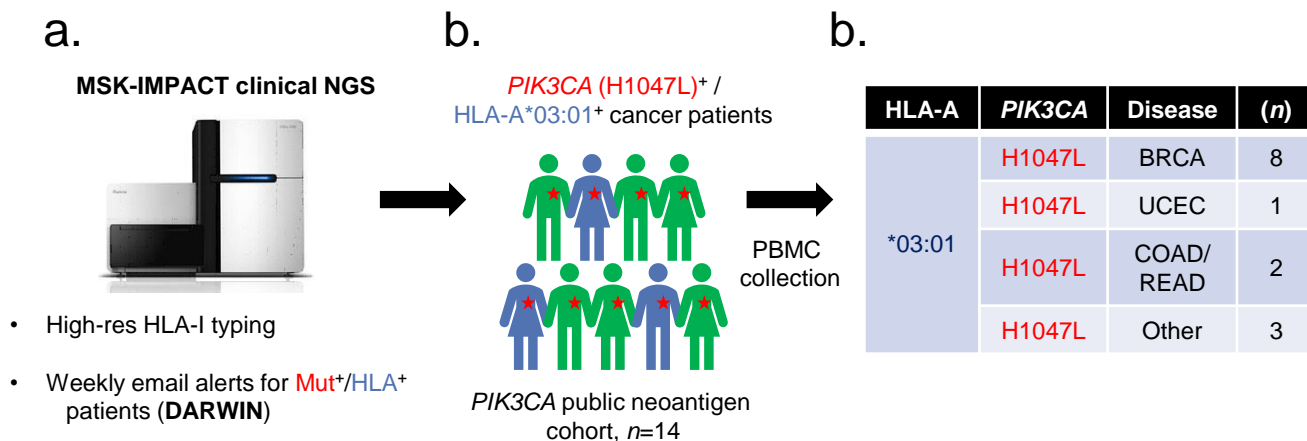 a.
MSK-IMPACT clinical NGS
• High-res HLA-I typing
• Weekly email alerts for Mut⁺/HLA⁺
patients (DARWIN)
b.
PIK3CA (H1047L)⁺ /
HLA-A*03:01⁺ cancer patients
PIK3CA public neoantigen
cohort, n=14
PBMC
collection
b.
HLA-A PIK3CA Disease (n)
*03:01
H1047L BRCA 8
H1047L UCEC 1
H1047L COAD/
READ 2
H1047L Other 3